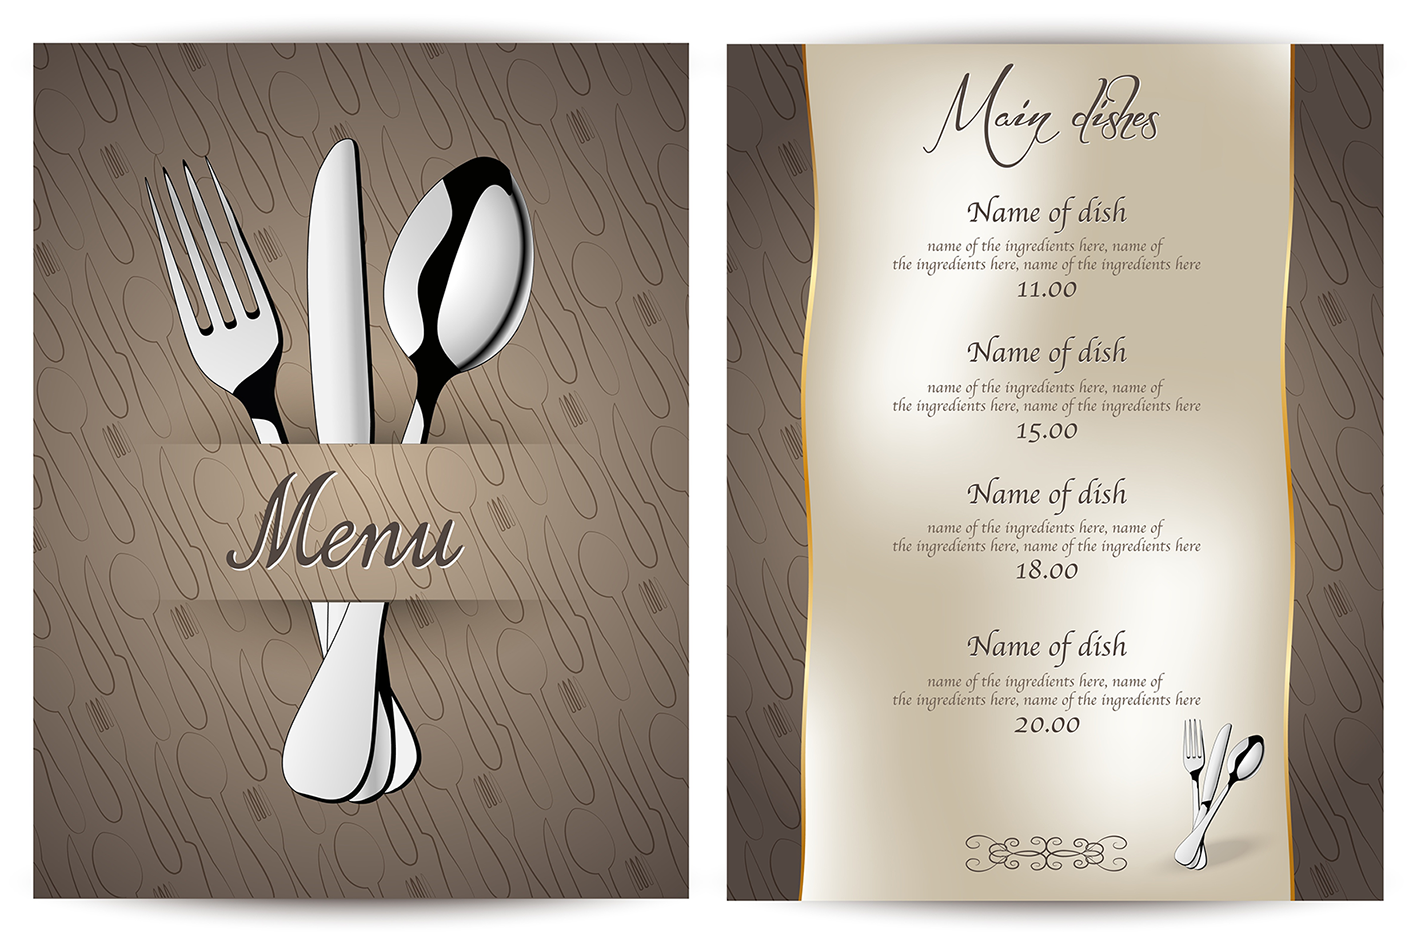 Menu
Main dishes
Name of dish
name of the ingredients here, name of
the ingredients here, name of the ingredients here
11.00
Name of dish
name of the ingredients here, name of
the ingredients here, name of the ingredients here
15.00
Name of dish
name of the ingredients here, name of
the ingredients here, name of the ingredients here
18.00
Name of dish
name of the ingredients here, name of
the ingredients here, name of the ingredients here
20.00